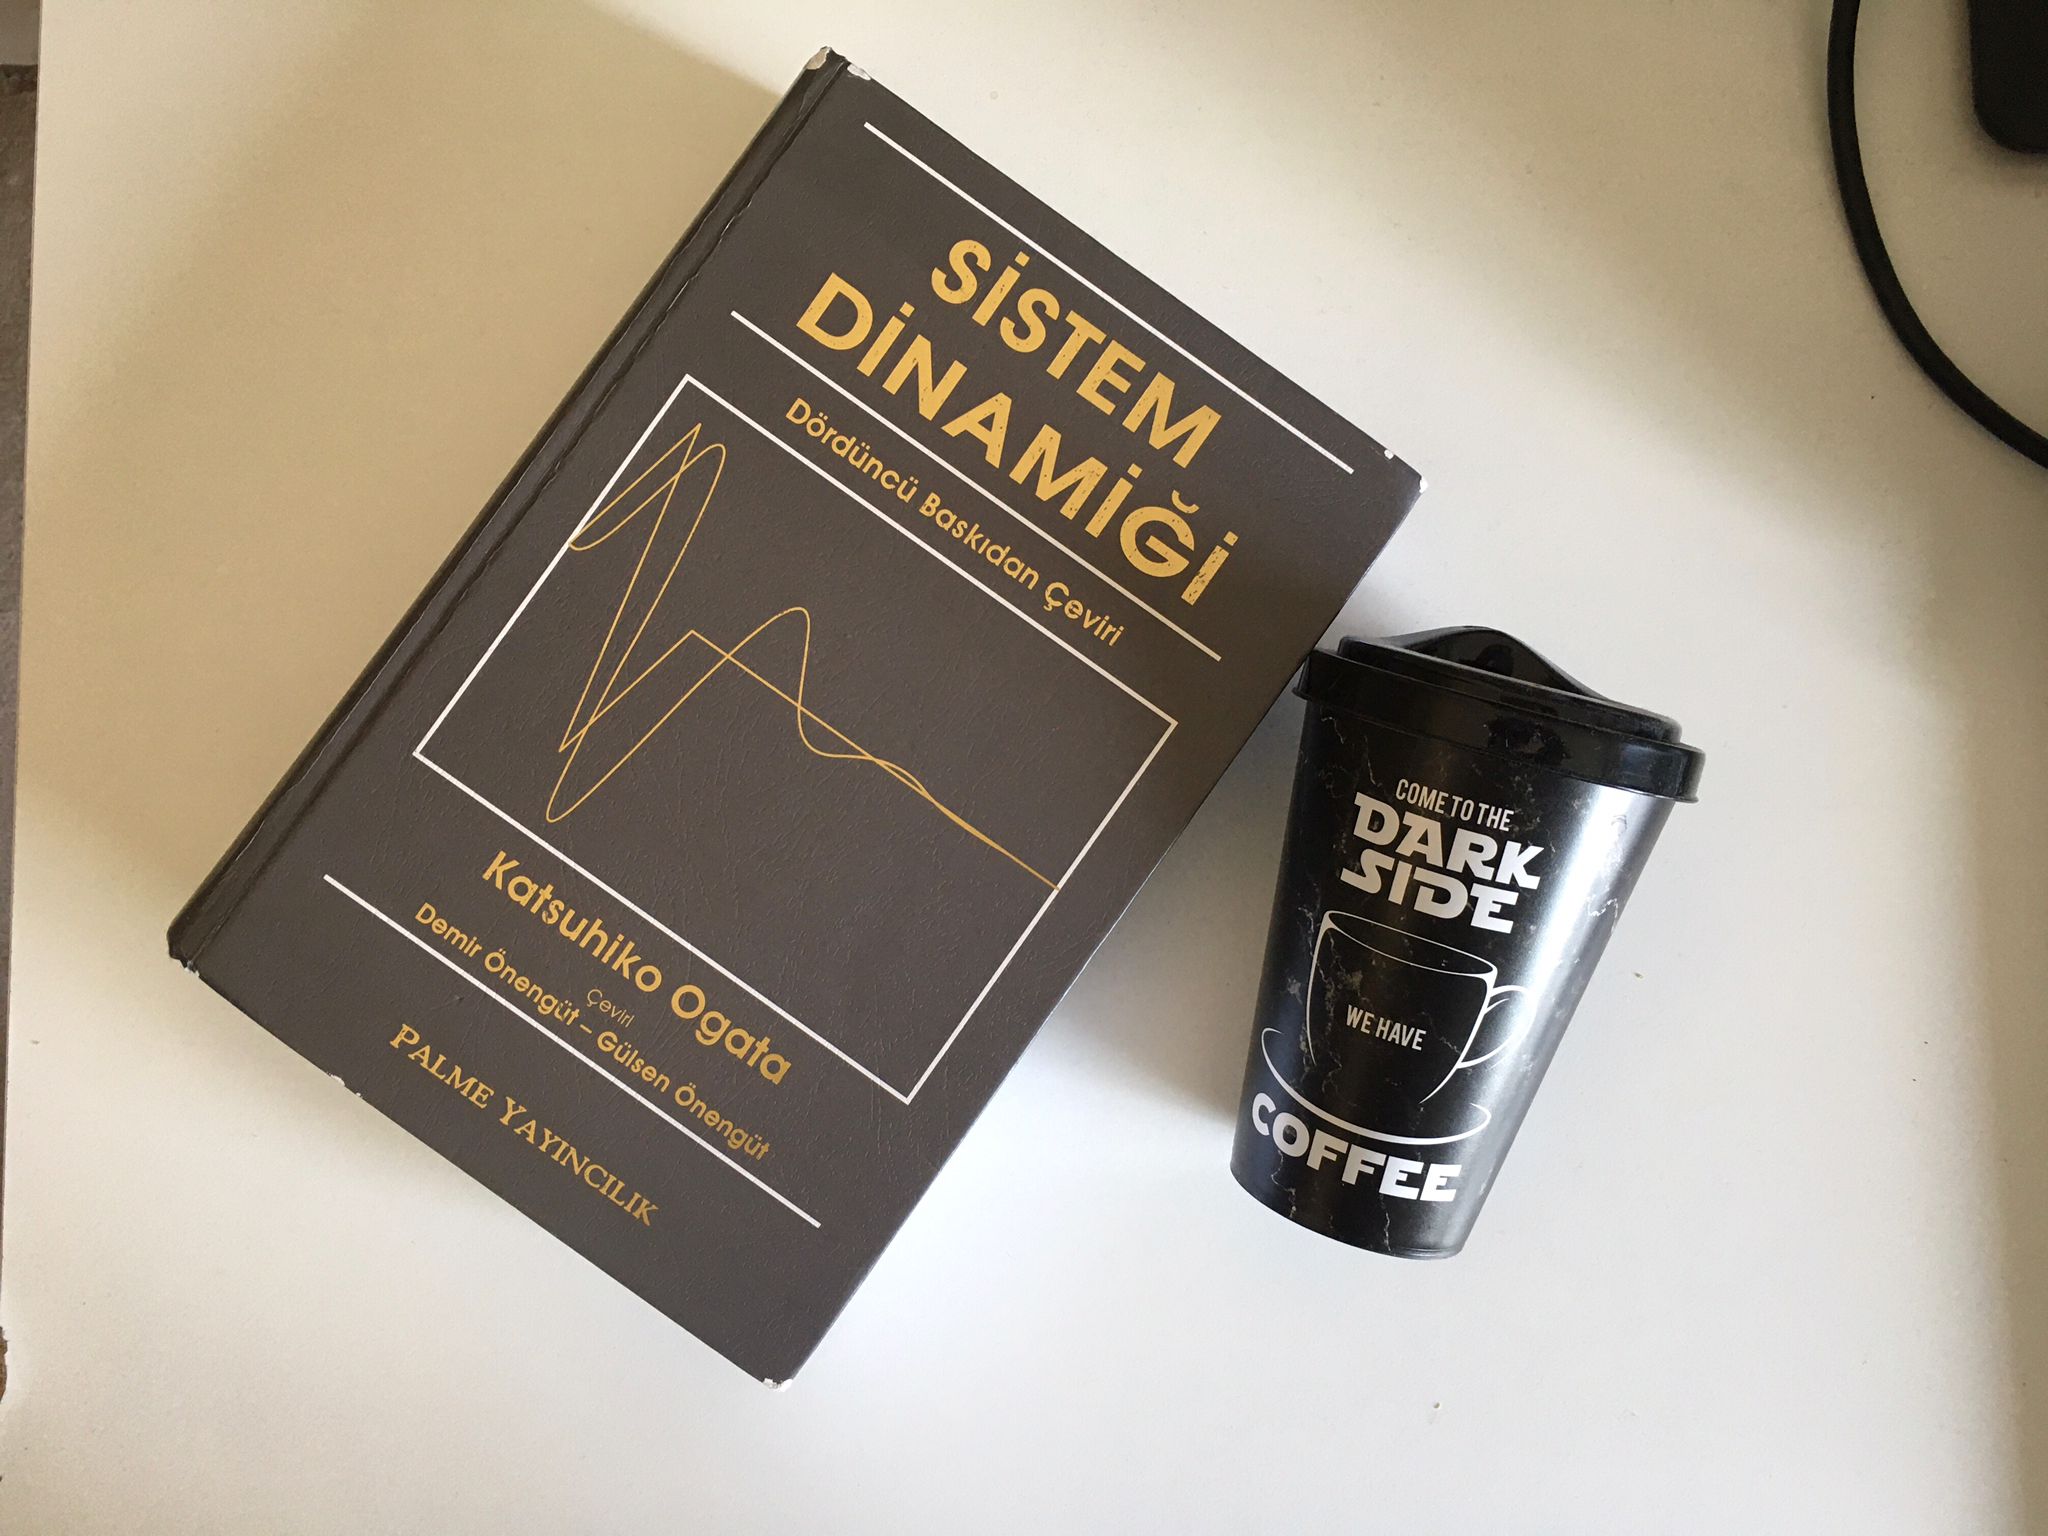 SİSTEM
DİNAMİĞİ
Dördüncü Baskıdan Çeviri
Katsuhiko Ogata
Çeviri
Demir Önengüt – Gülsen Önengüt
PALME YAYINCILIK
COME TO THE
DARK
SIDE
WE HAVE
COFFEE